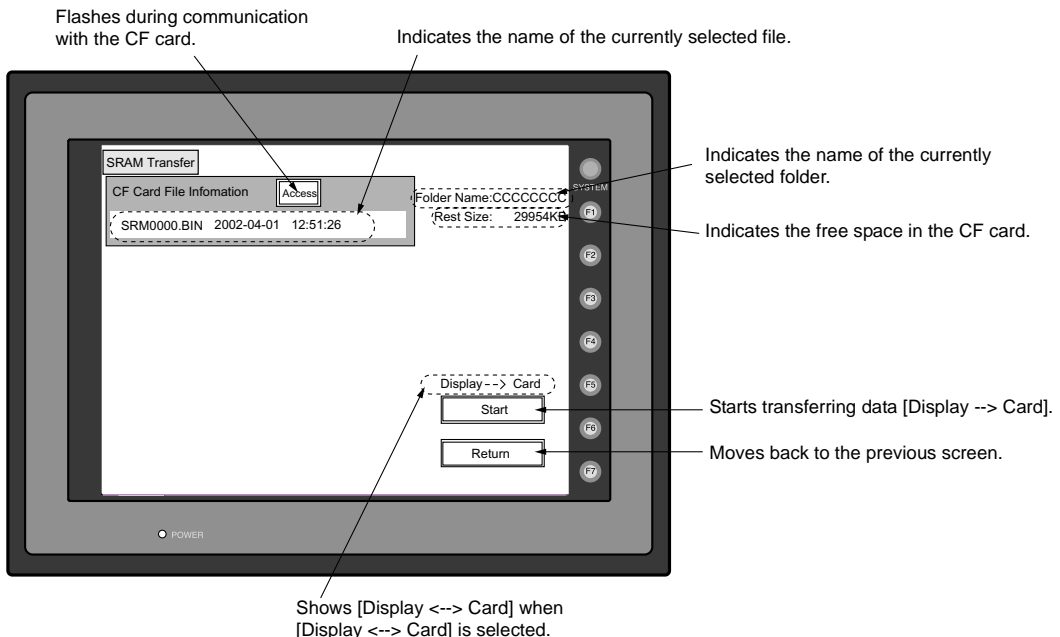 Flashes during communication
with the CF card.
Indicates the name of the currently selected file.
SRAM Transfer
CF Card File Infomation
Access
Folder Name:CCCCCCCC
SRM0000.BIN 2002-04-01 12:51:26
Rest Size: 29954KB
Indicates the name of the currently
selected folder.
Indicates the free space in the CF card.
SYSTEM
F1
F2
F3
F4
F5
F6
F7
Display--> Card
Start
Starts transferring data [Display --> Card].
Return
Moves back to the previous screen.
POWER
Shows [Display <--> Card] when
[Display <--> Card] is selected.